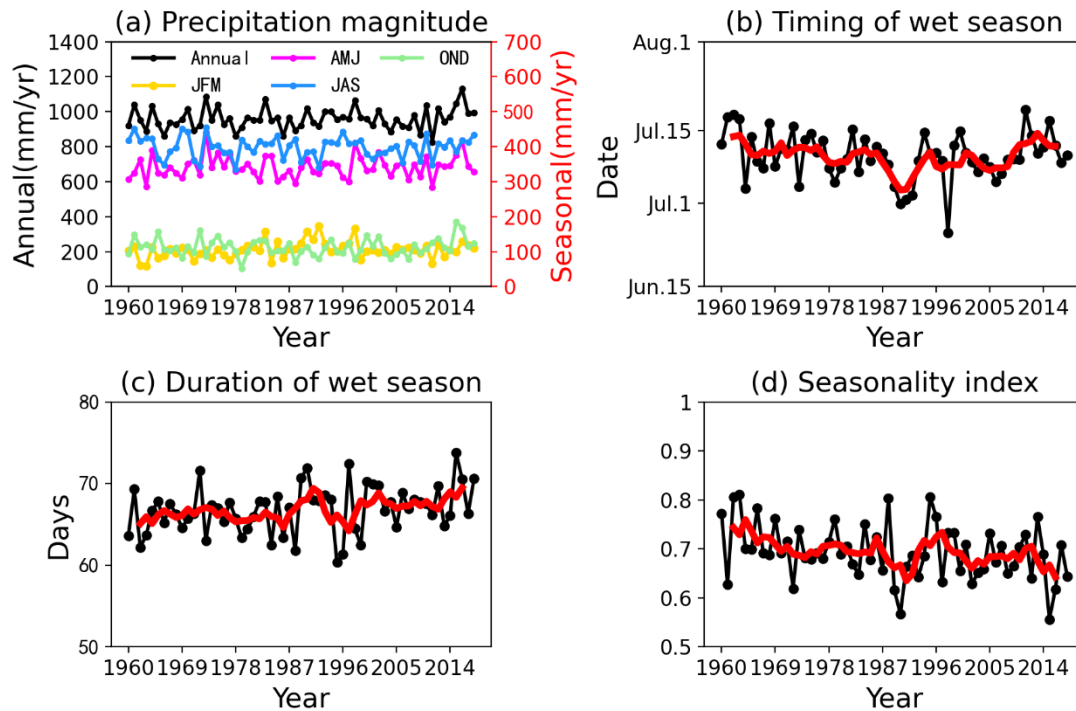 (a) Precipitation magnitude
1400
1200
1000
800
600
400
200
0
Annual(mm/yr)
Annual
AMJ
OND
JFM
JAS
700
600
500
400
300
200
100
0
Seasonal(mm/yr)
1960 1969 1978 1987 1996 2005 2014
Year
(b) Timing of wet season
Aug.1
Jul.15
Jul.1
Jun.15
Date
1960 1969 1978 1987 1996 2005 2014
Year
(c) Duration of wet season
80
70
60
50
Days
1960 1969 1978 1987 1996 2005 2014
Year
(d) Seasonality index
1
0.9
0.8
0.7
0.6
0.5
1960 1969 1978 1987 1996 2005 2014
Year